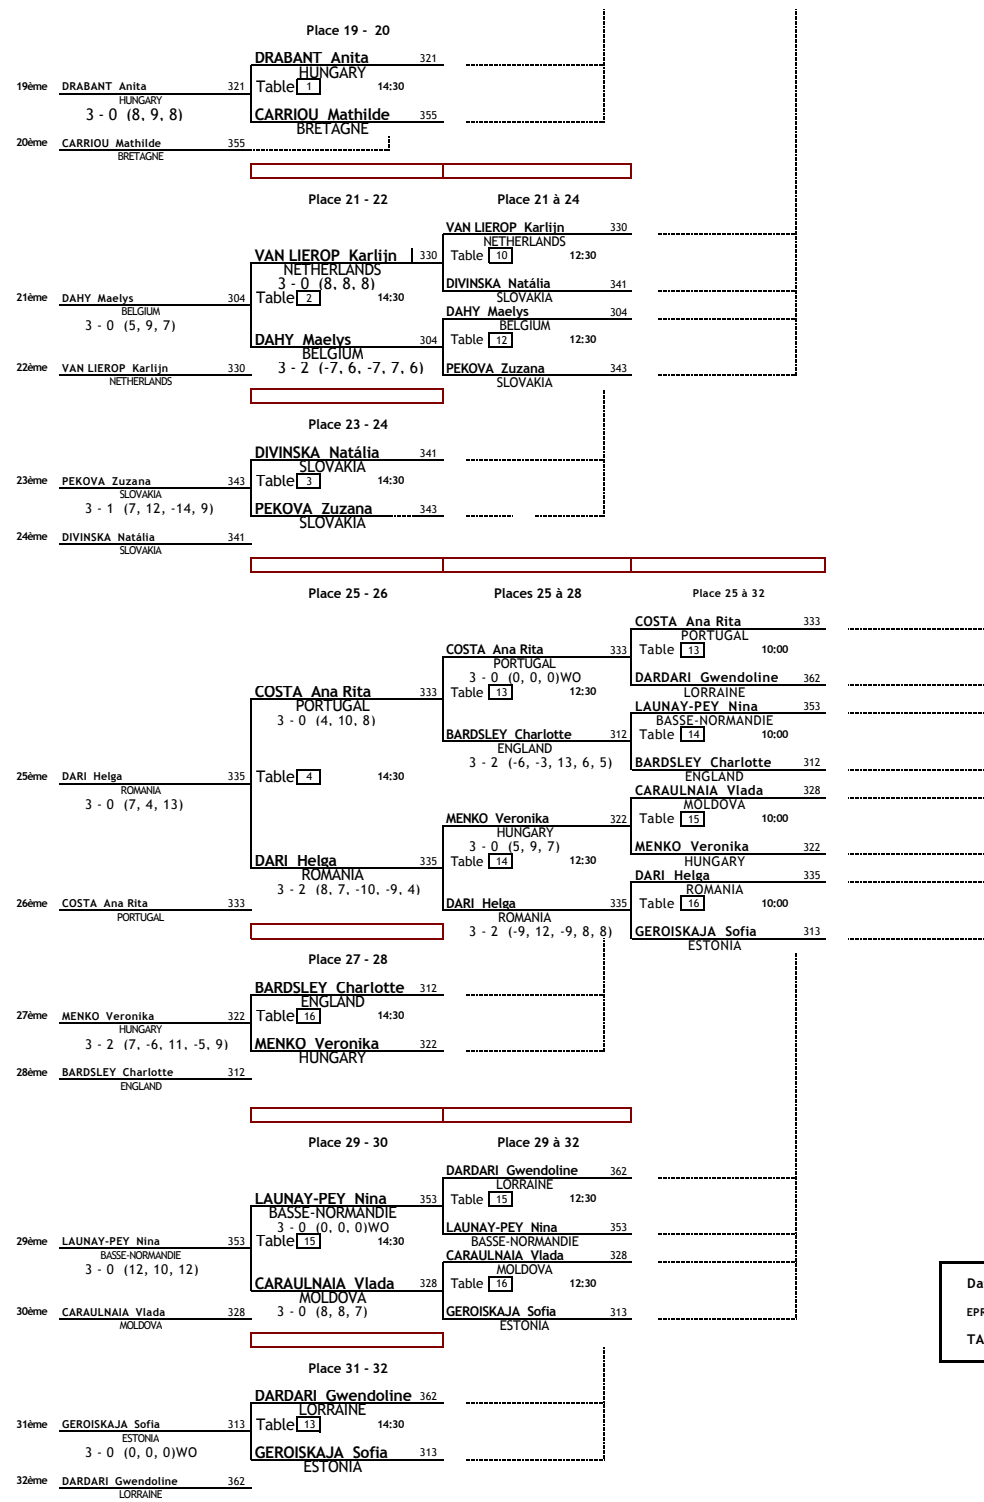 Place 19 - 20
DRABANT Anita 321
HUNGARY
19ème DRABANT Anita 321 Table 1 14:30
HUNGARY
3 - 0 (8, 9, 8)
CARRIOU Mathilde 355
BRETAGNE
20ème CARRIOU Mathilde 355
BRETAGNE
Place 21 - 22 Place 21 à 24
VAN LIEROP Karlijn 330
NETHERLANDS
VAN LIEROP Karlijn 330 Table 10 12:30
NETHERLANDS
3 - 0 (8, 8, 8)
DIVINSKA Natália 341
SLOVAKIA
21ème DAHY Maelys 304 Table 2 14:30
BELGIUM
3 - 0 (5, 9, 7)
DAHY Maelys 304
BELGIUM
DAHY Maelys 304 Table 12 12:30
BELGIUM
3 - 2 (-7, 6, -7, 7, 6)
PEKOVA Zuzana 343
SLOVAKIA
22ème VAN LIEROP Karlijn 330
NETHERLANDS
Place 23 - 24
DIVINSKA Natália 341
SLOVAKIA
23ème PEKOVA Zuzana 343 Table 3 14:30
SLOVAKIA
3 - 1 (7, 12, -14, 9)
PEKOVA Zuzana 343
SLOVAKIA
24ème DIVINSKA Natália 341
SLOVAKIA
Place 25 - 26 Places 25 à 28 Place 25 à 32
COSTA Ana Rita 333
PORTUGAL
COSTA Ana Rita 333 Table 13 10:00
PORTUGAL
3 - 0 (0, 0, 0)WO
DARDARI Gwendoline 362
LORRAINE
COSTA Ana Rita 333 Table 13 12:30
PORTUGAL
3 - 0 (4, 10, 8)
LAUNAY-PEY Nina 353
BASSE-NORMANDIE
BARDSLEY Charlotte 312 Table 14 10:00
ENGLAND
3 - 2 (-6, -3, 13, 6, 5)
BARDSLEY Charlotte 312
ENGLAND
25ème DARI Helga 335 Table 4 14:30
ROMANIA
3 - 0 (7, 4, 13)
CARAULNAIA Vlada 328
MOLDOVA
MENKO Veronika 322 Table 15 10:00
HUNGARY
3 - 0 (5, 9, 7)
MENKO Veronika 322
HUNGARY
DARI Helga 335 Table 14 12:30
ROMANIA
3 - 2 (8, 7, -10, -9, 4)
DARI Helga 335
ROMANIA
26ème COSTA Ana Rita 333
PORTUGAL
DARI Helga 335 Table 16 10:00
ROMANIA
3 - 2 (-9, 12, -9, 8, 8)
GEROISKAJA Sofia 313
ESTONIA
Place 27 - 28
BARDSLEY Charlotte 312
ENGLAND
27ème MENKO Veronika 322 Table 16 14:30
HUNGARY
3 - 2 (7, -6, 11, -5, 9)
MENKO Veronika 322
HUNGARY
28ème BARDSLEY Charlotte 312
ENGLAND
Place 29 - 30 Place 29 à 32
DARDARI Gwendoline 362
LORRAINE
LAUNAY-PEY Nina 353 Table 15 12:30
BASSE-NORMANDIE
3 - 0 (0, 0, 0)WO
LAUNAY-PEY Nina 353
BASSE-NORMANDIE
29ème LAUNAY-PEY Nina 353 Table 15 14:30
BASSE-NORMANDIE
3 - 0 (12, 10, 12)
CARAULNAIA Vlada 328
MOLDOVA
CARAULNAIA Vlada 328 Table 16 12:30
MOLDOVA
3 - 0 (8, 8, 7)
GEROISKAJA Sofia 313
ESTONIA
30ème CARAULNAIA Vlada 328
MOLDOVA
Da
EPR
TA
Place 31 - 32
DARDARI Gwendoline 362
LORRAINE
31ème GEROISKAJA Sofia 313 Table 13 14:30
ESTONIA
3 - 0 (0, 0, 0)WO
GEROISKAJA Sofia 313
ESTONIA
32ème DARDARI Gwendoline 362
LORRAINE